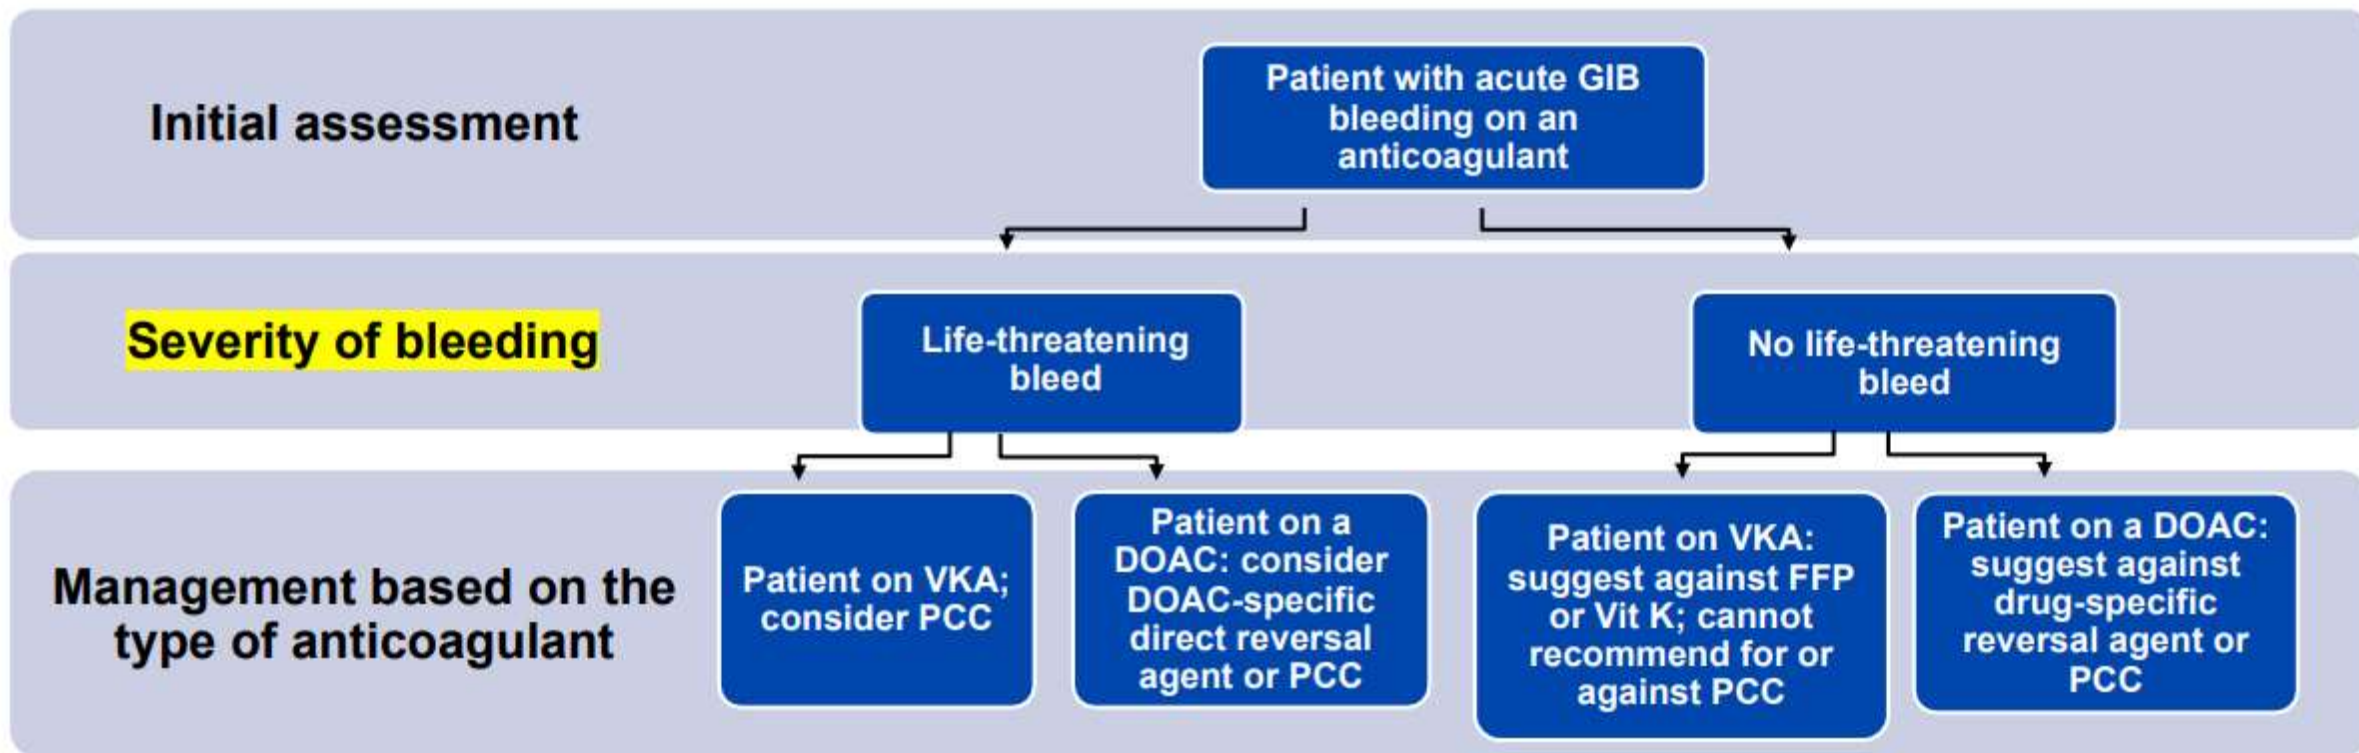 Initial assessment
Patient with acute GIB
bleeding on an
anticoagulant
Severity of bleeding
Life-threatening
bleed
No life-threatening
bleed
Management based on the
type of anticoagulant
Patient on VKA;
consider PCC
Patient on a
DOAC: consider
DOAC-specific
direct reversal
agent or PCC
Patient on VKA:
suggest against FFP
or Vit K; cannot
recommend for or
against PCC
Patient on a DOAC:
suggest against
drug-specific
reversal agent or
PCC